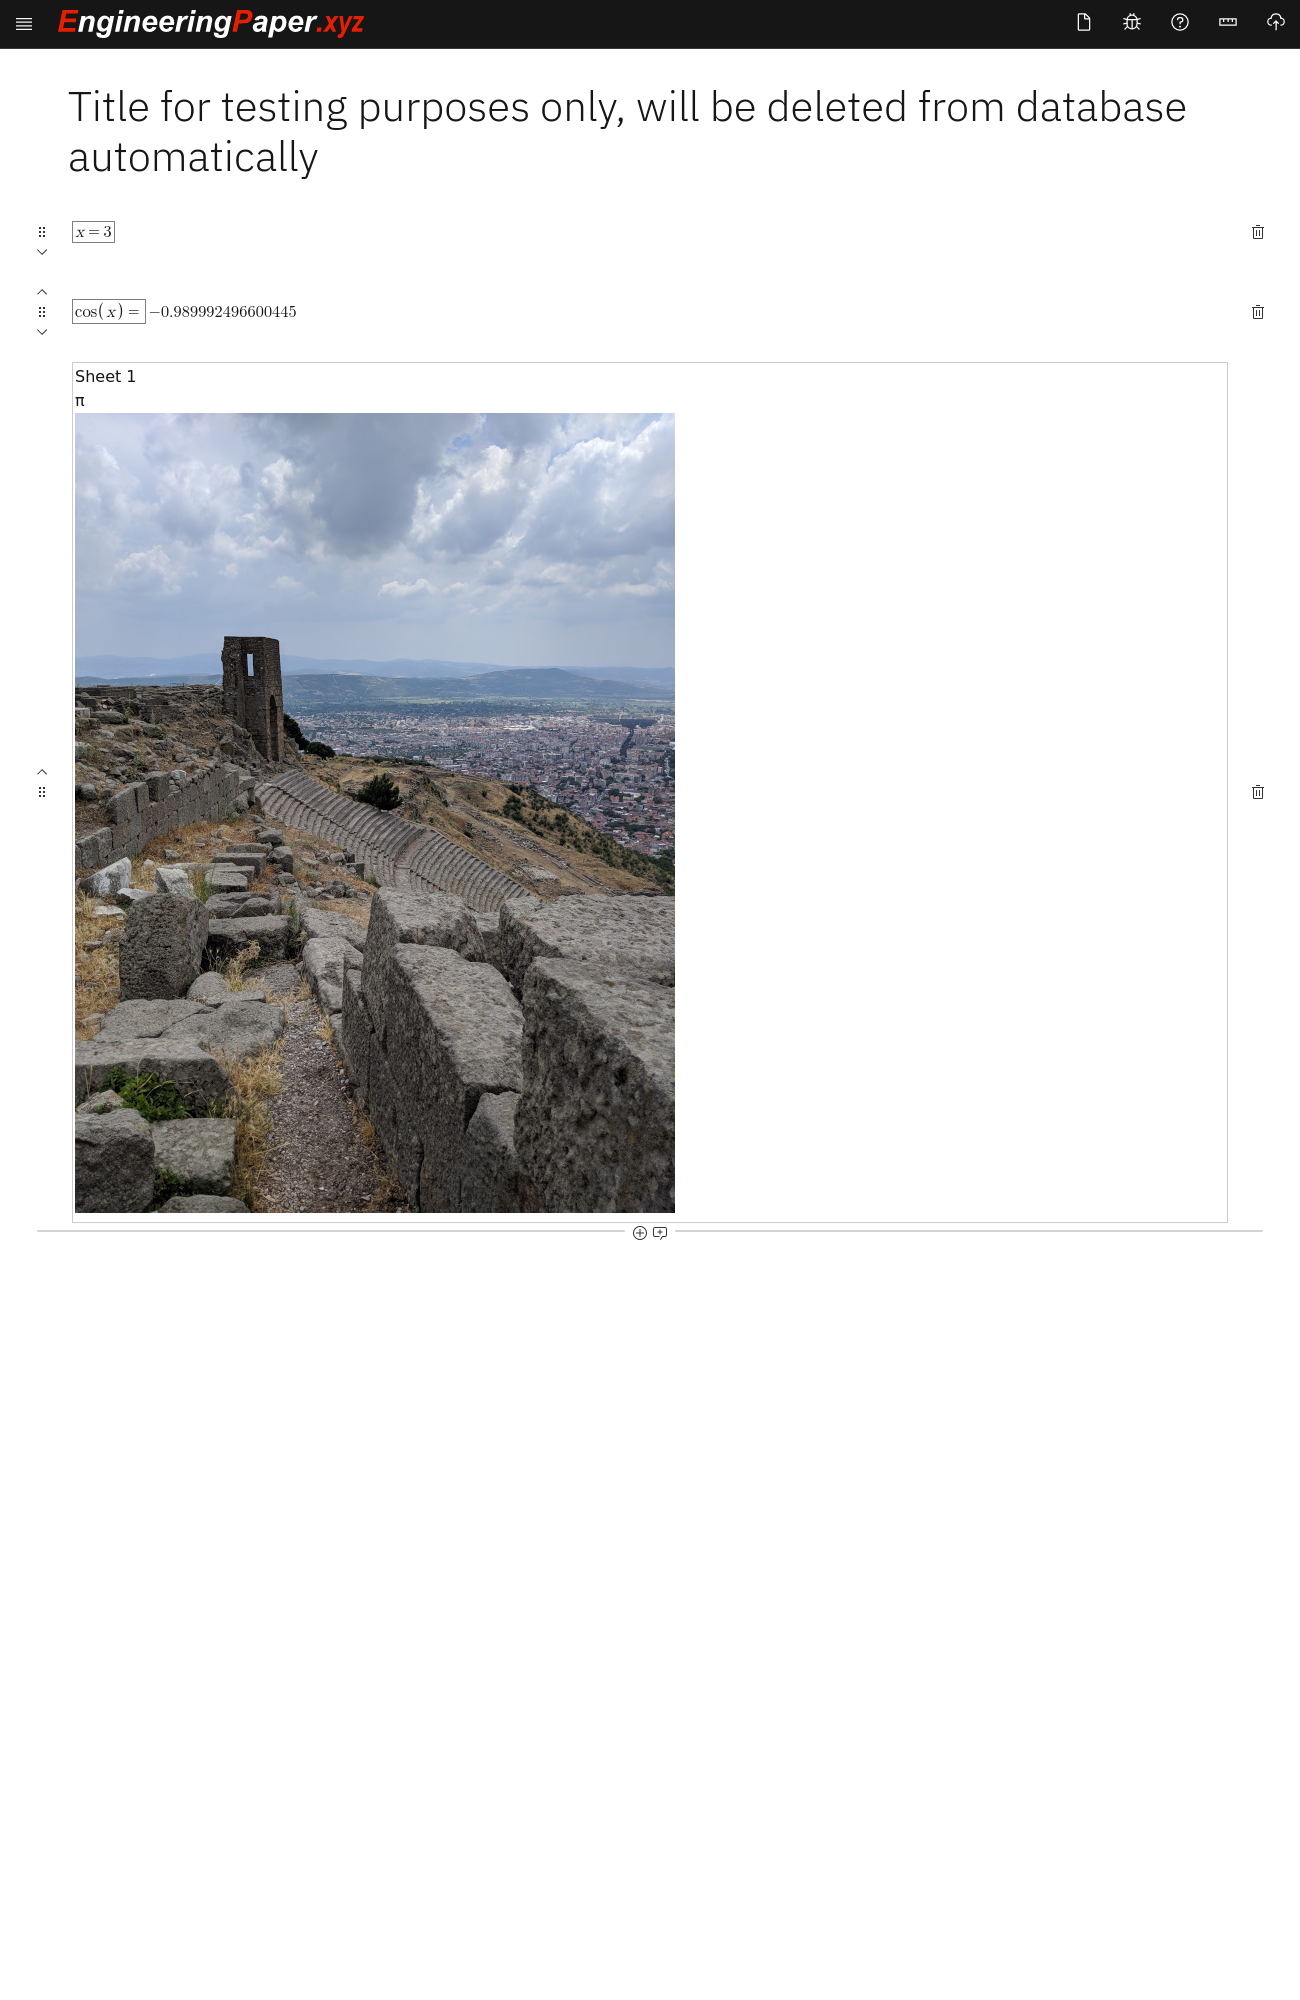 EngineeringPaper.xyz
Title for testing purposes only, will be deleted from database
automatically
x = 3
cos(x) = −0.989992496600445
Sheet 1
π